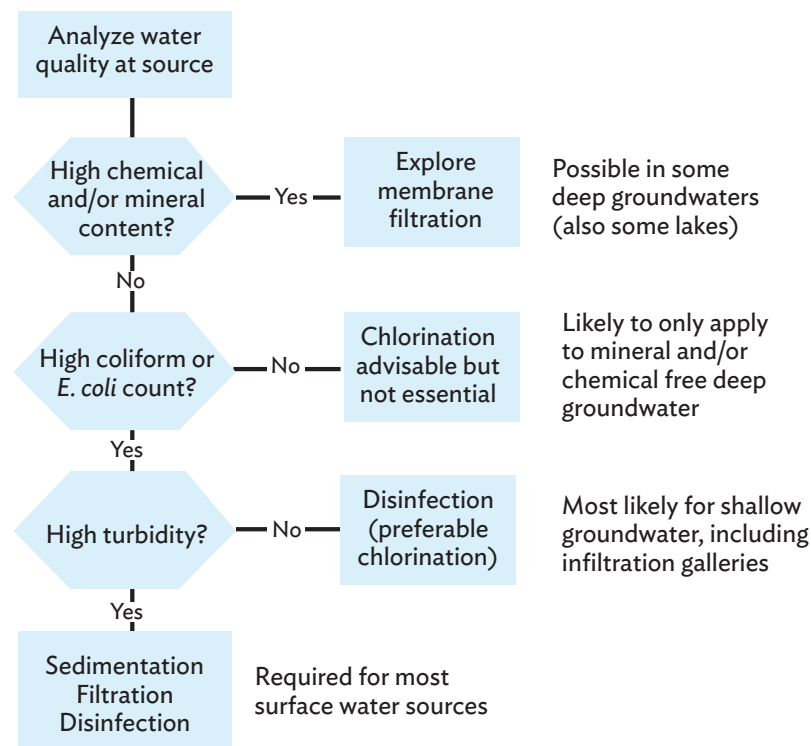 Analyze water
quality at source
High chemical
and/or mineral
content?
Yes
Explore
membrane
filtration
Possible in some
deep groundwaters
(also some lakes)
No
High coliform or
E. coli count?
No
Chlorination
advisable but
not essential
Likely to only apply
to mineral and/or
chemical free deep
groundwater
Yes
High turbidity?
No
Disinfection
(preferable
chlorination)
Most likely for shallow
groundwater, including
infiltration galleries
Yes
Sedimentation
Filtration
Disinfection
Required for most
surface water sources